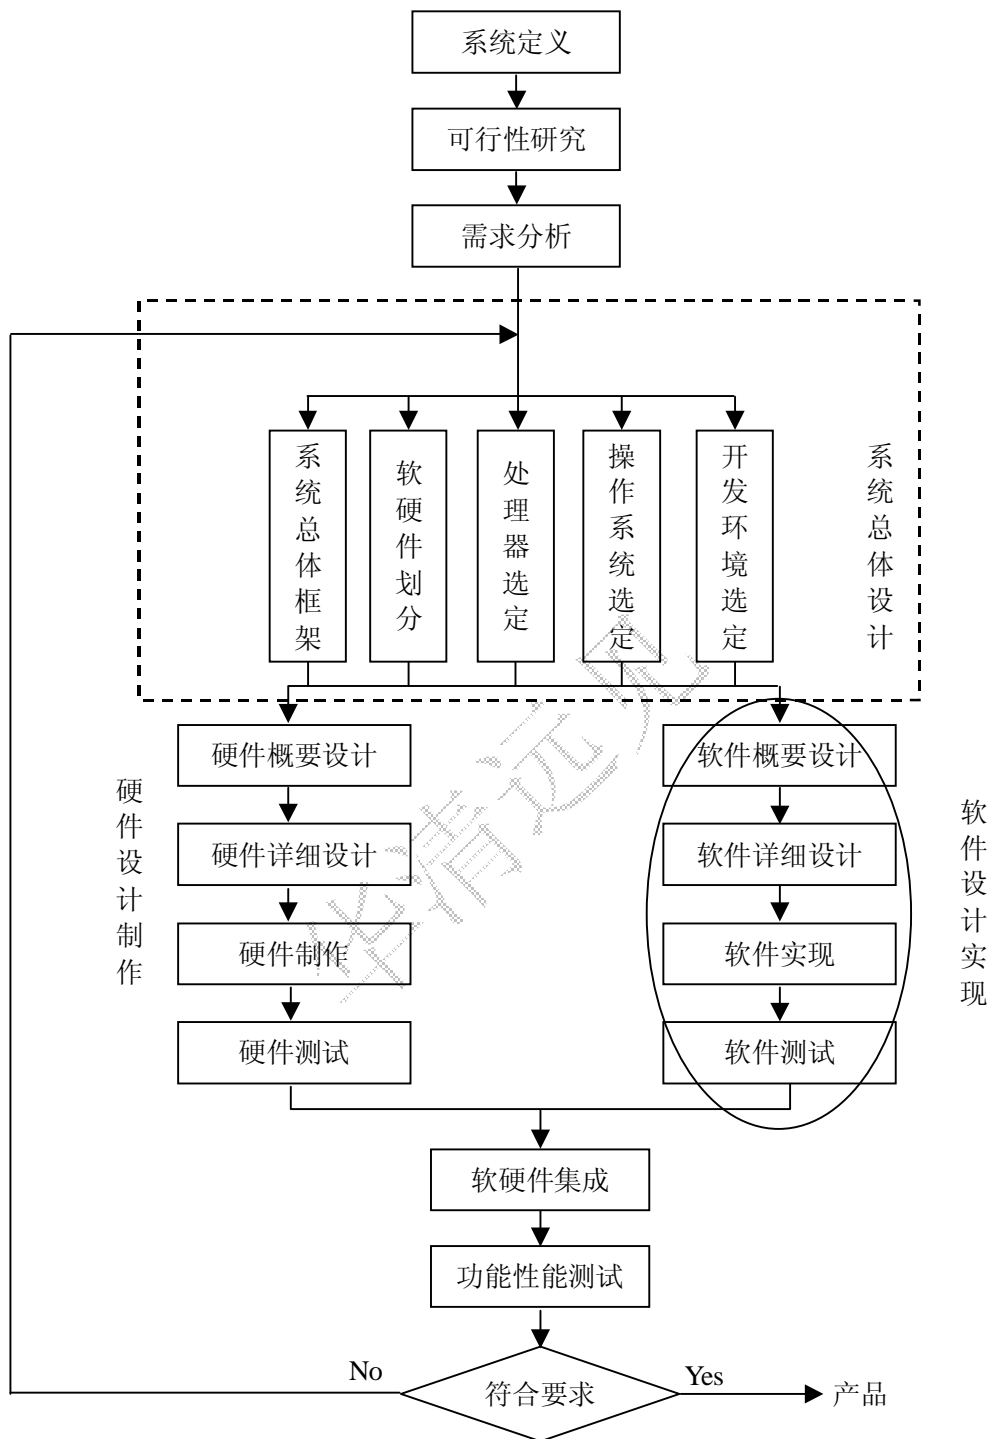 系统定义
可行性研究
需求分析
系统总体框架
软硬件划分
处理器选定
操作系统选定
开发环境选定
系统总体设计
硬件概要设计
软件概要设计
硬件设计制作
硬件详细设计
软件详细设计
软件设计实现
硬件制作
软件实现
硬件测试
软件测试
华清远见
软硬件集成
功能性能测试
No
符合要求
Yes
产品